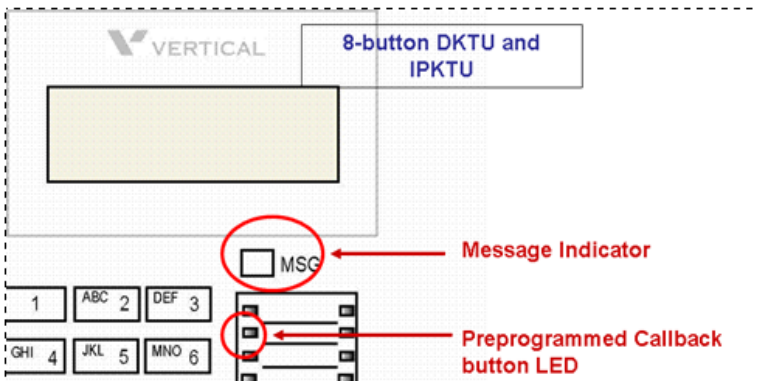 VERTICAL
8-button DKTU and
IPKTU
MSG
Message Indicator
1
ABC 2
DEF 3
GHI 4
JKL 5
MNO 6
Preprogrammed Callback
button LED